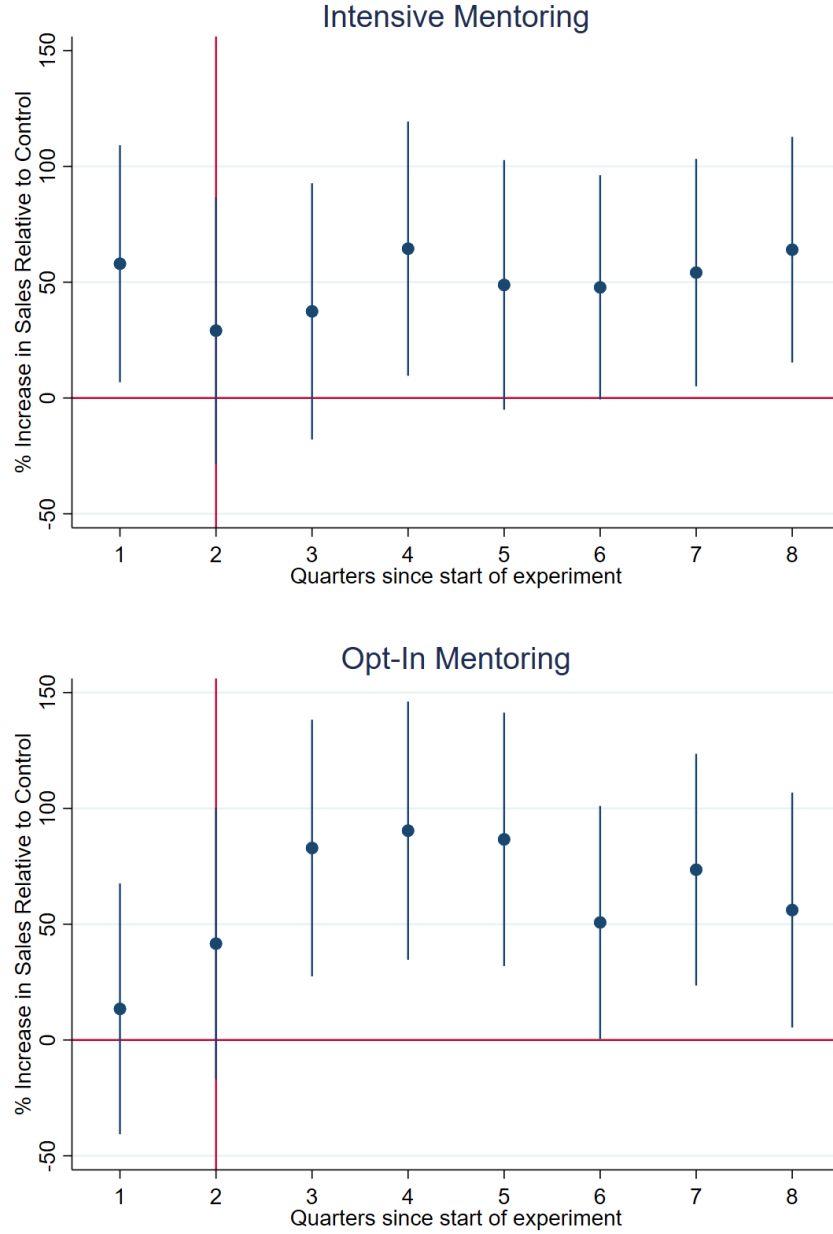 Intensive Mentoring
% Increase in Sales Relative to Control
150
100
50
0
-50
1 2 3 4 5 6 7 8
Quarters since start of experiment
Opt-In Mentoring
% Increase in Sales Relative to Control
150
100
50
0
-50
1 2 3 4 5 6 7 8
Quarters since start of experiment